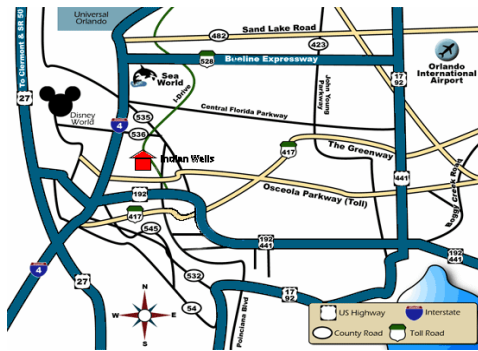 Universal
Orlando
To Clermont & SR 50
Sand Lake Road
482
423
528
Beeline Expressway
Orlando
International
Airport
Sea
World
I-Drive
John Young
Parkway
17
92
27
Disney
World
Central Florida Parkway
4
535
536
Indian Wells
417
The Greenway
441
Osceola Parkway (Toll)
Boggy Creek Road
192
417
545
192
441
192
441
4
27
532
17
92
54
Poinciana Blvd
N
W
E
S
US Highway
Interstate
County Road
Toll Road